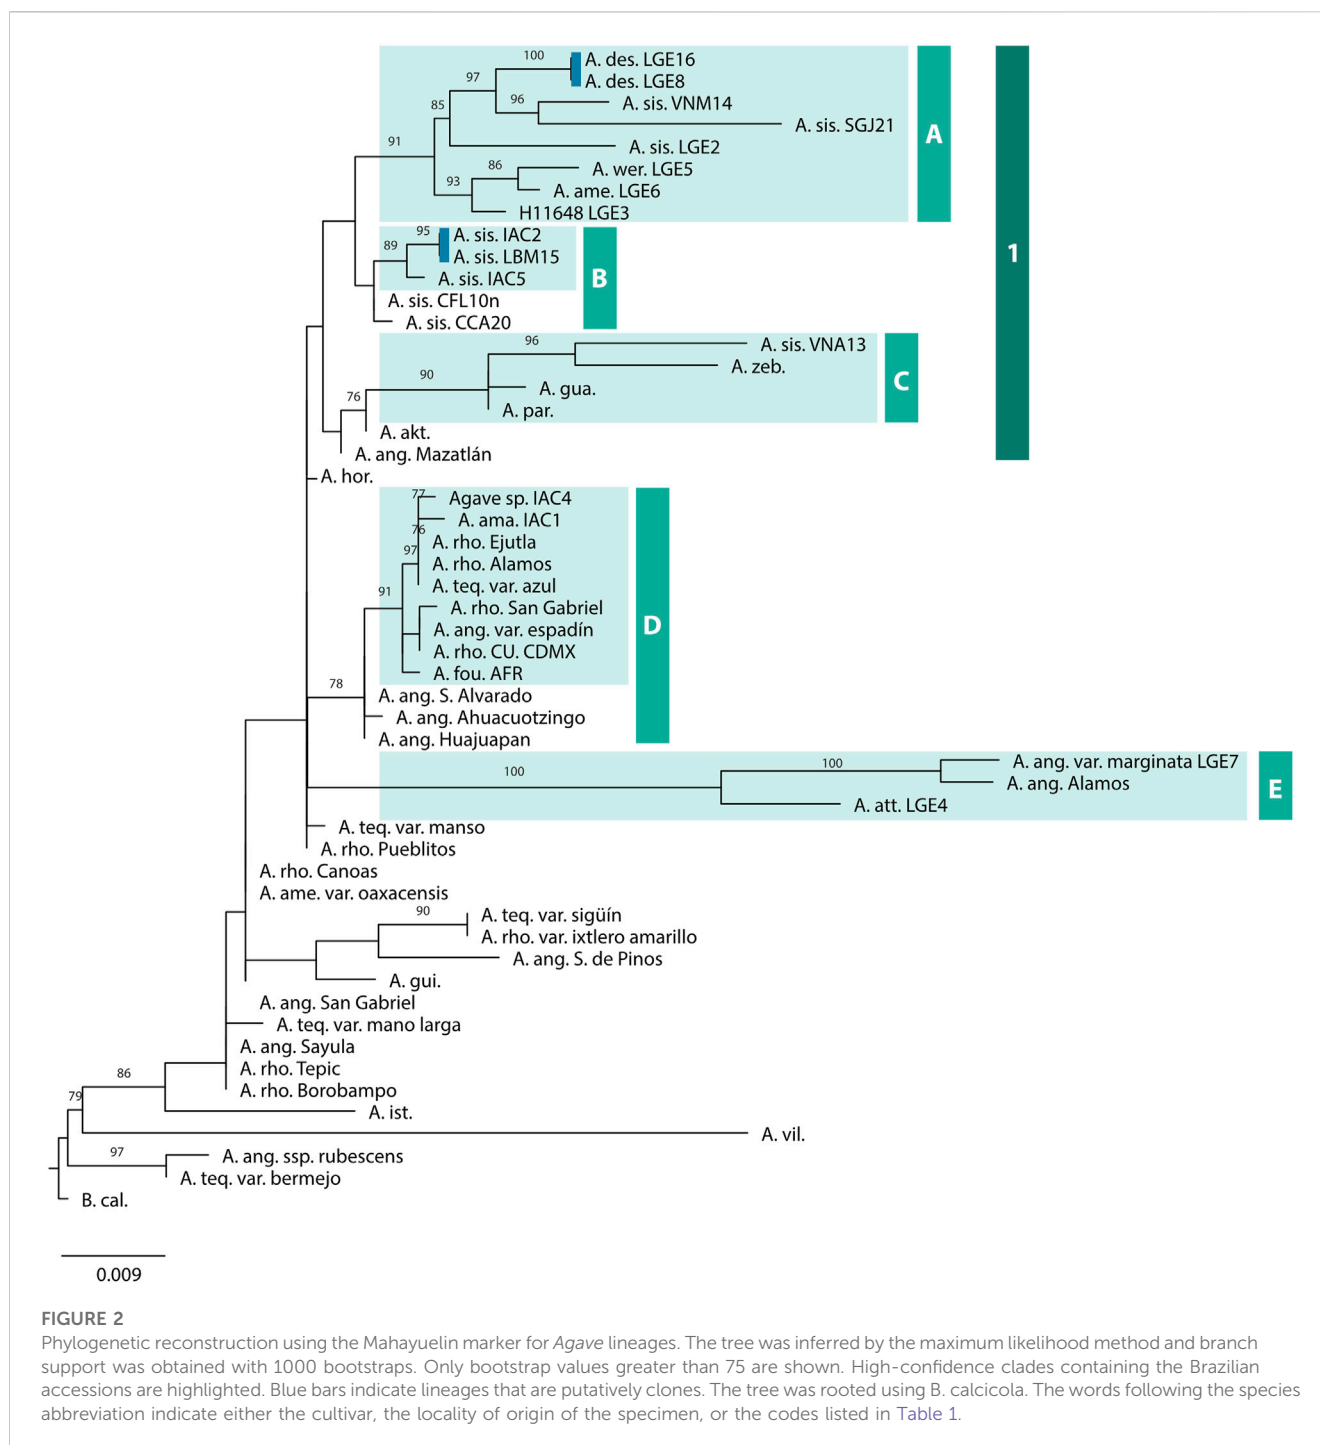 100
A. des. LGE16
A. des. LGE8
97
96
A. sis. VNM14
A. sis. SGJ21
85
A. sis. LGE2
91
86
A. wer. LGE5
A. ame. LGE6
93
H11648 LGE3
A
1
95
A. sis. IAC2
A. sis. LBM15
89
A. sis. IAC5
A. sis. CFL10n
A. sis. CCA20
B
96
A. sis. VNA13
A. zeb.
90
A. gua.
A. par.
76
A. akt.
A. ang. Mazatlán
C
A. hor.
77
Agave sp. IAC4
A. ama. IAC1
76
A. rho. Ejutla
97
A. rho. Alamos
A. teq. var. azul
91
A. rho. San Gabriel
A. ang. var. espadín
A. rho. CU. CDMX
A. fou. AFR
78
A. ang. S. Alvarado
A. ang. Ahuacuotzingo
A. ang. Huajuapan
D
100
100
A. ang. var. marginata LGE7
A. ang. Alamos
A. att. LGE4
E
A. teq. var. manso
A. rho. Pueblitos
A. rho. Canoas
A. ame. var. oaxacensis
90
A. teq. var. sigüín
A. rho. var. ixtlero amarillo
A. ang. S. de Pinos
A. gui.
A. ang. San Gabriel
A. teq. var. mano larga
A. ang. Sayula
A. rho. Tepic
86
A. rho. Borobampo
79
A. ist.
A. vil.
97
A. ang. ssp. rubescens
A. teq. var. bermejo
B. cal.
0.009
FIGURE 2
Phylogenetic reconstruction using the Mahayuelin marker for Agave lineages. The tree was inferred by the maximum likelihood method and branch
support was obtained with 1000 bootstraps. Only bootstrap values greater than 75 are shown. High-confidence clades containing the Brazilian
accessions are highlighted. Blue bars indicate lineages that are putatively clones. The tree was rooted using B. calcicola. The words following the species
abbreviation indicate either the cultivar, the locality of origin of the specimen, or the codes listed in Table 1.